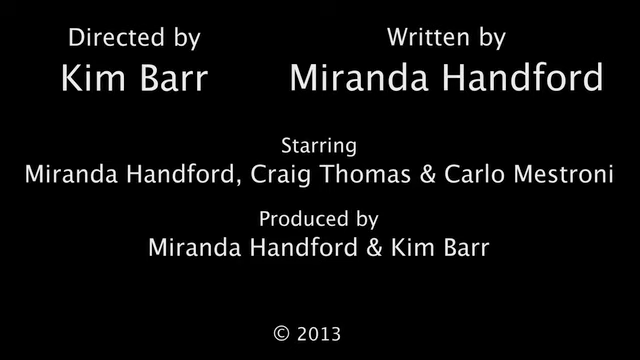 Directed by
Kim Barr
Written by
Miranda Handford
Starring
Miranda Handford, Craig Thomas & Carlo Mestroni
Produced by
Miranda Handford & Kim Barr
© 2013